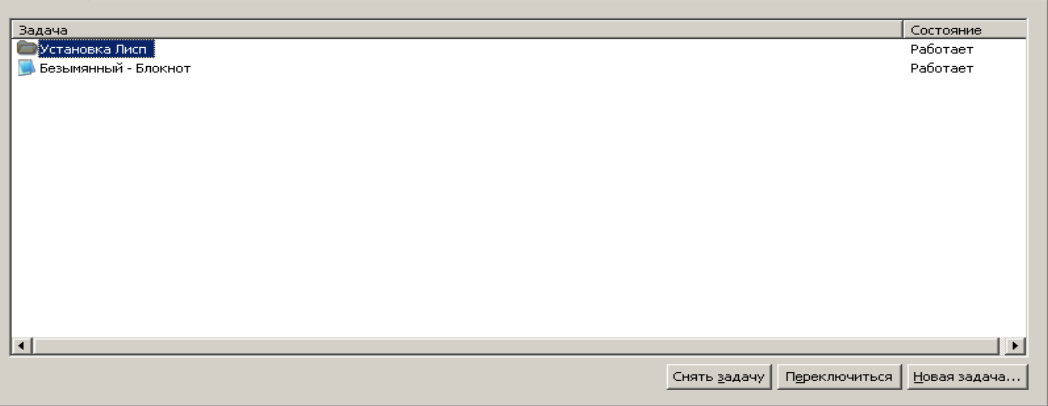 Задача Состояние
Установка Лисп Работает
Безымянный - Блокнот Работает
Снять задачу Переключиться Новая задача...